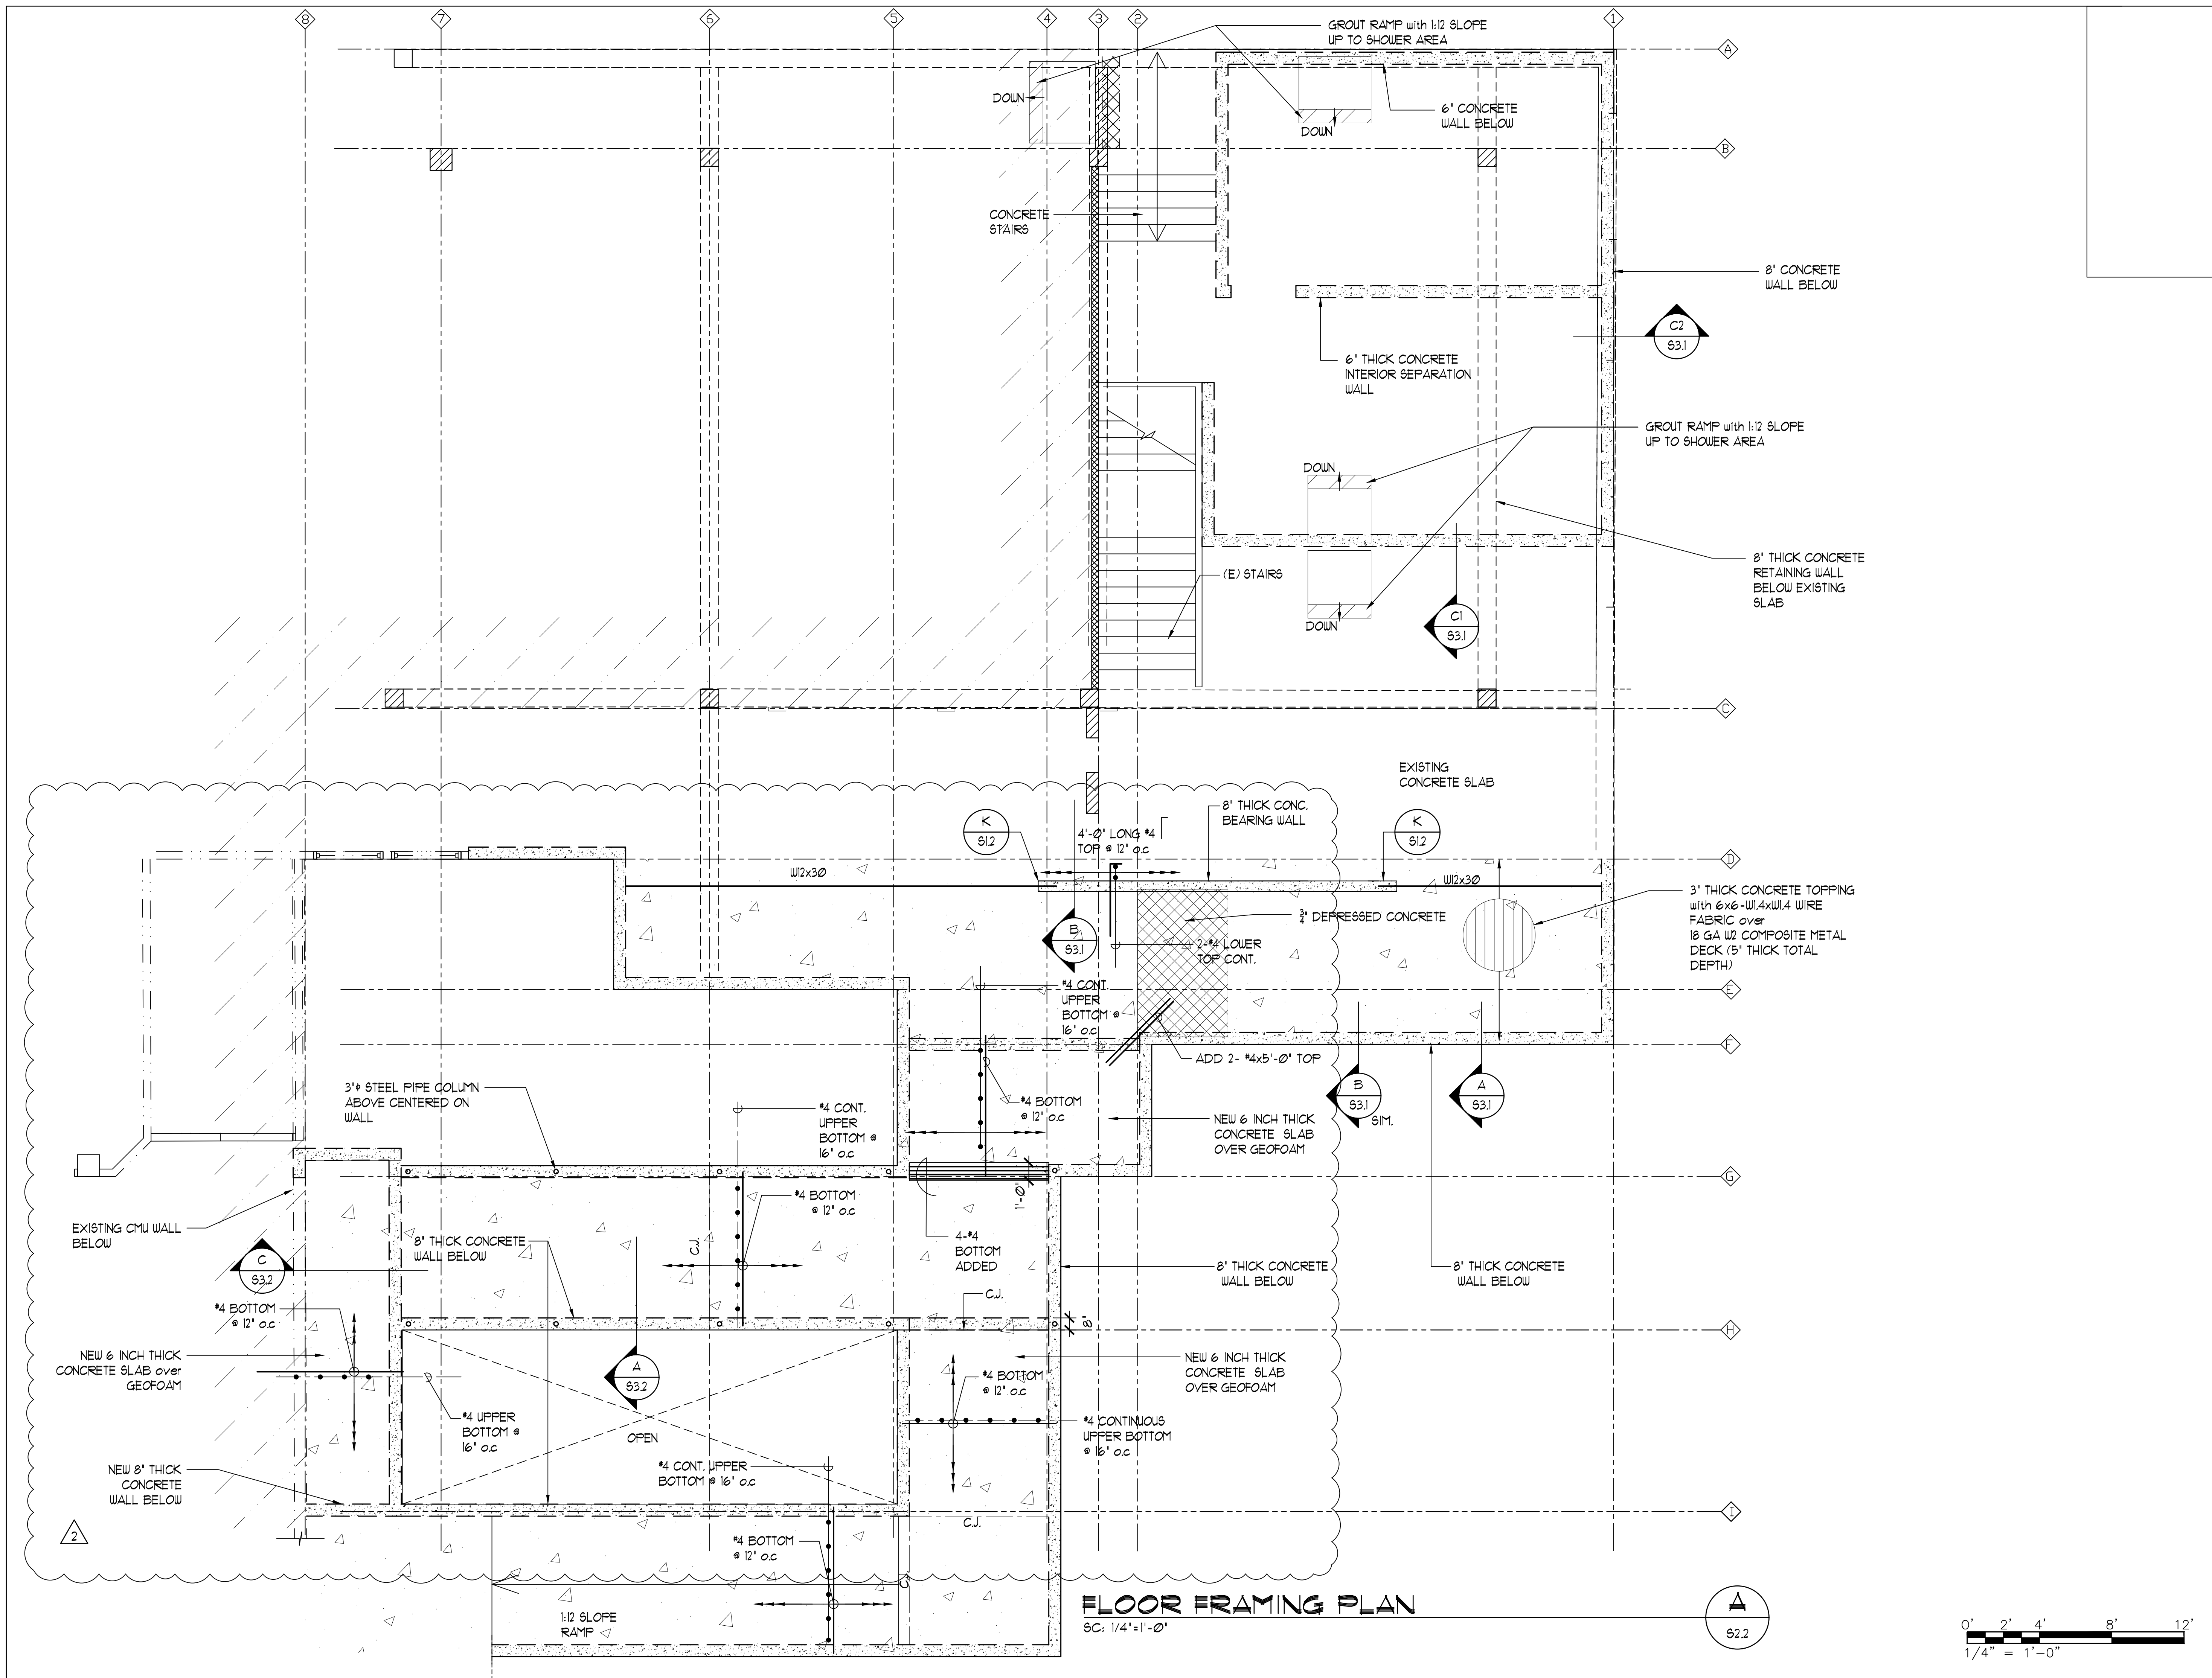 8
7
6
5
4
3
2
1
GROUT RAMP with 1:12 SLOPE
UP TO SHOWER AREA
A
DOWN
6" CONCRETE
WALL BELOW
DOWN
B
CONCRETE
STAIRS
8" CONCRETE
WALL BELOW
C2
S3.1
6" THICK CONCRETE
INTERIOR SEPARATION
WALL
GROUT RAMP with 1:12 SLOPE
UP TO SHOWER AREA
DOWN
8" THICK CONCRETE
RETAINING WALL
BELOW EXISTING
SLAB
(E) STAIRS
C1
S3.1
DOWN
C
EXISTING
CONCRETE SLAB
K
S1.2
4'-0" LONG #4
TOP @ 12" o.c
8" THICK CONC.
BEARING WALL
K
S1.2
D
W12x30
W12x30
3" THICK CONCRETE TOPPING
with 6x6-W1.4xW1.4 WIRE
FABRIC over
18 GA W2 COMPOSITE METAL
DECK (5" THICK TOTAL
DEPTH)
3/4" DEPRESSED CONCRETE
B
S3.1
2-#4 LOWER
TOP CONT.
#4 CONT.
UPPER
BOTTOM @
16" o.c
E
F
ADD 2- #4x5'-0" TOP
3"ϕ STEEL PIPE COLUMN
ABOVE CENTERED ON
WALL
#4 CONT.
UPPER
BOTTOM @
16" o.c
#4 BOTTOM
@ 12" o.c
NEW 6 INCH THICK
CONCRETE SLAB
OVER GEOFOAM
B
S3.1
SIM.
A
S3.1
G
1'-0"
#4 BOTTOM
@ 12" o.c
EXISTING CMU WALL
BELOW
8" THICK CONCRETE
WALL BELOW
C.J.
4-#4
BOTTOM
ADDED
8" THICK CONCRETE
WALL BELOW
8" THICK CONCRETE
WALL BELOW
C
S3.2
C.J.
#4 BOTTOM
@ 12" o.c
8"
H
NEW 6 INCH THICK
CONCRETE SLAB over
GEOFOAM
A
S3.2
#4 BOTTOM
@ 12" o.c
NEW 6 INCH THICK
CONCRETE SLAB
OVER GEOFOAM
#4 UPPER
BOTTOM @
16" o.c
OPEN
#4 CONTINUOUS
UPPER BOTTOM
@ 16" o.c
NEW 8" THICK
CONCRETE
WALL BELOW
#4 CONT. UPPER
BOTTOM @ 16" o.c
I
2
C.J.
#4 BOTTOM
@ 12" o.c
C.J.
1:12 SLOPE
RAMP
FLOOR FRAMING PLAN
SC: 1/4"=1'-0"
A
S2.2
0' 2' 4' 8' 12'
1/4" = 1'-0"